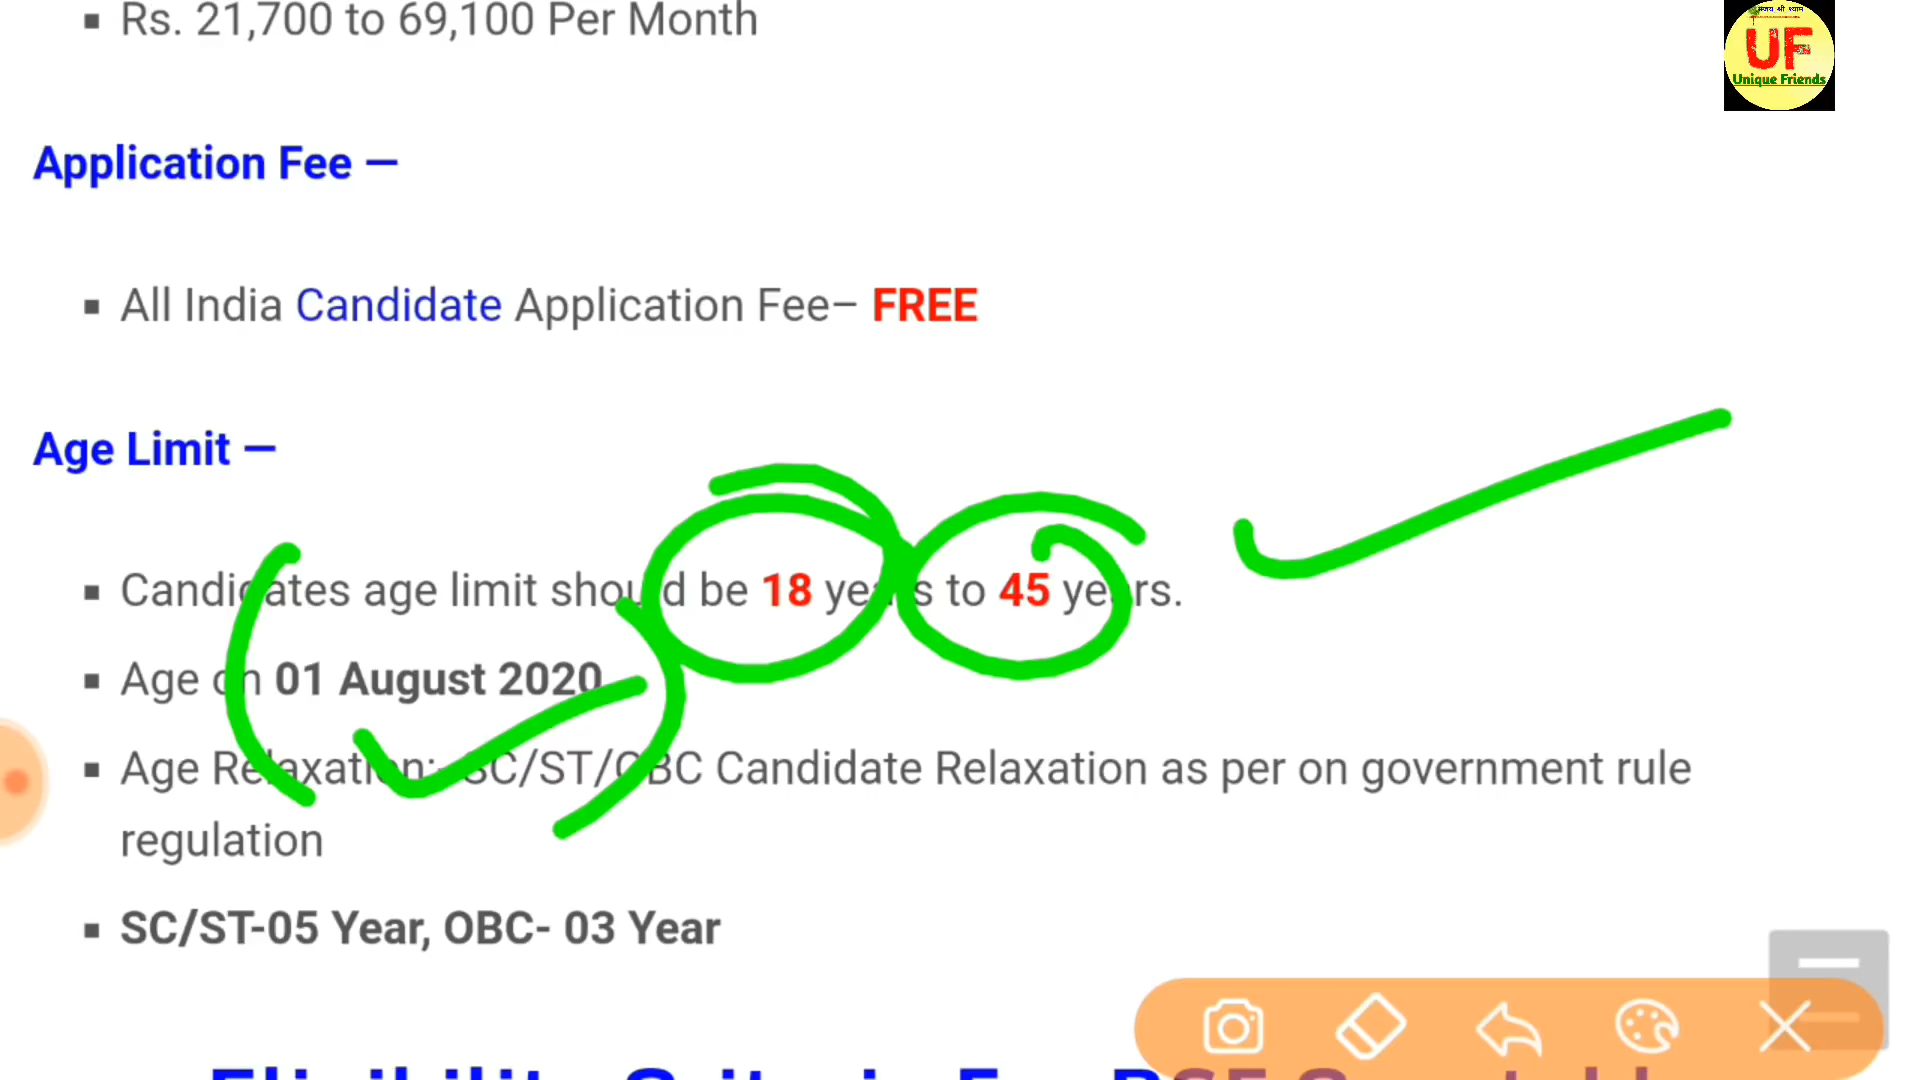 ▪ Rs. 21,700 to 69,100 Per Month
UF
Unique Friends
Application Fee —
▪ All India Candidate Application Fee– FREE
Age Limit —
▪ Candidates age limit should be 18 years to 45 years.
▪ Age on 01 August 2020
▪ Age Relaxation:- SC/ST/OBC Candidate Relaxation as per on government rule
regulation
▪ SC/ST-05 Year, OBC- 03 Year